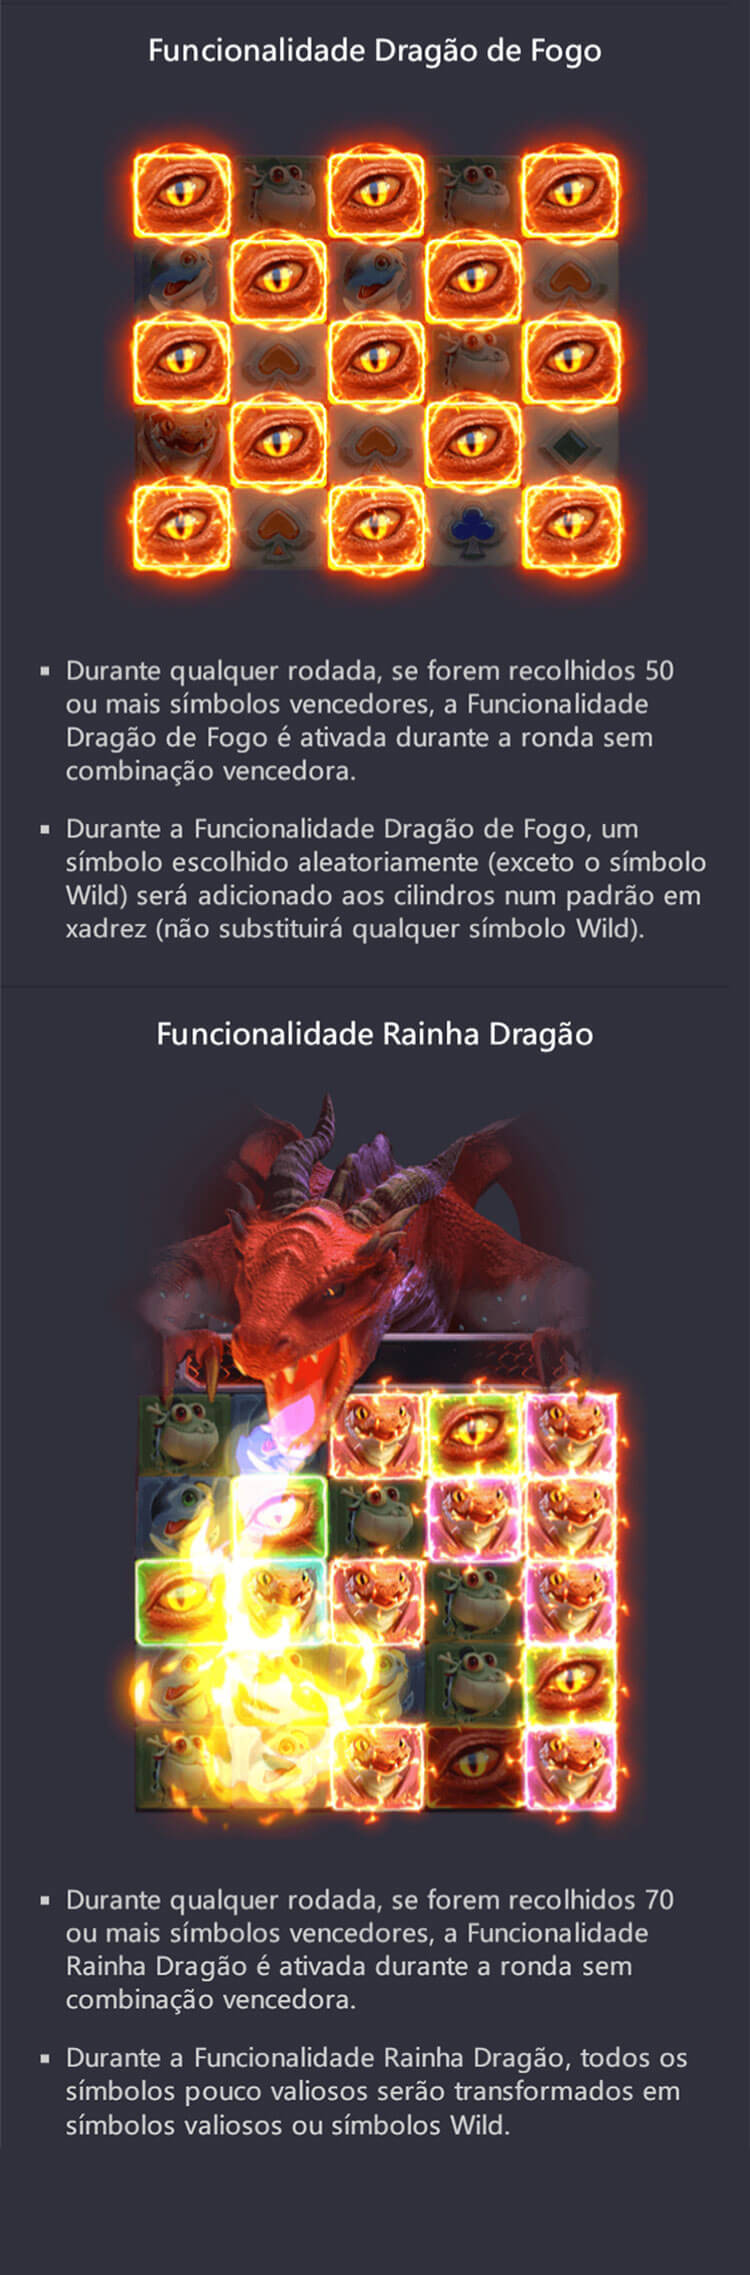 Funcionalidade Dragão de Fogo
▪ Durante qualquer rodada, se forem recolhidos 50
ou mais símbolos vencedores, a Funcionalidade
Dragão de Fogo é ativada durante a ronda sem
combinação vencedora.
▪ Durante a Funcionalidade Dragão de Fogo, um
símbolo escolhido aleatoriamente (exceto o símbolo
Wild) será adicionado aos cilindros num padrão em
xadrez (não substituirá qualquer símbolo Wild).
Funcionalidade Rainha Dragão
▪ Durante qualquer rodada, se forem recolhidos 70
ou mais símbolos vencedores, a Funcionalidade
Rainha Dragão é ativada durante a ronda sem
combinação vencedora.
▪ Durante a Funcionalidade Rainha Dragão, todos os
símbolos pouco valiosos serão transformados em
símbolos valiosos ou símbolos Wild.